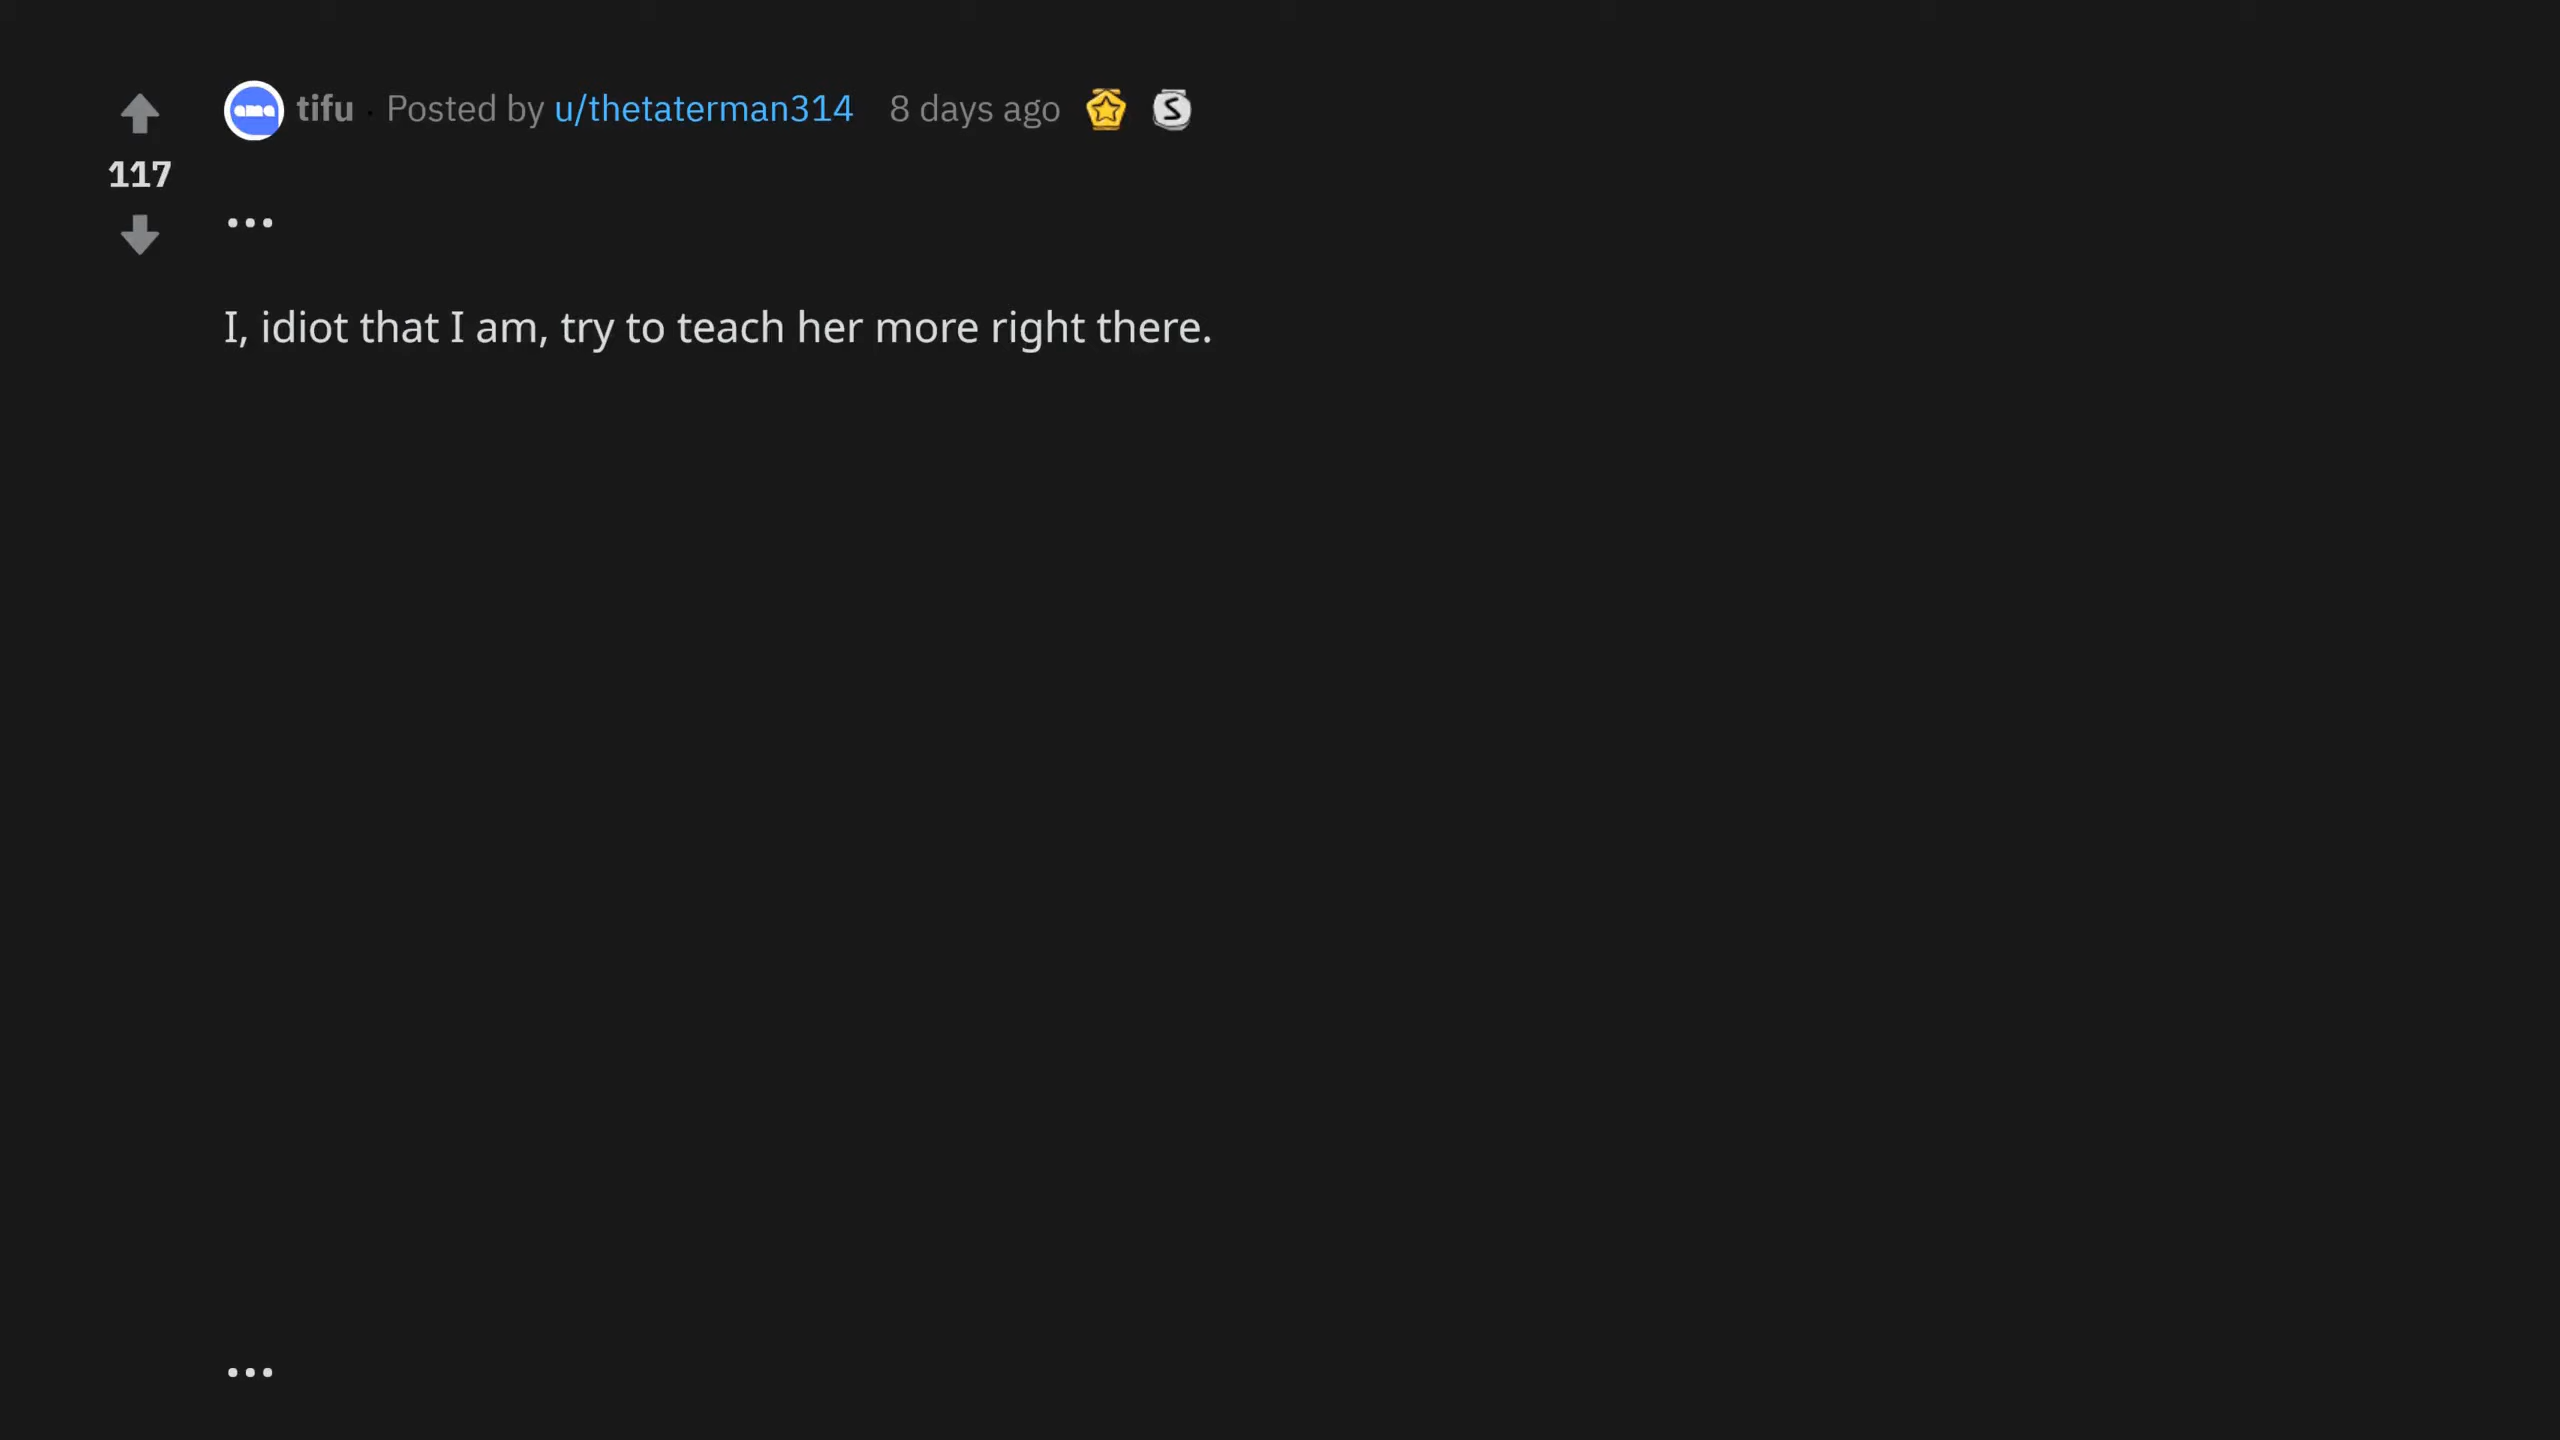 tifu · Posted by u/thetaterman314 8 days ago
117
...
I, idiot that I am, try to teach her more right there.
...